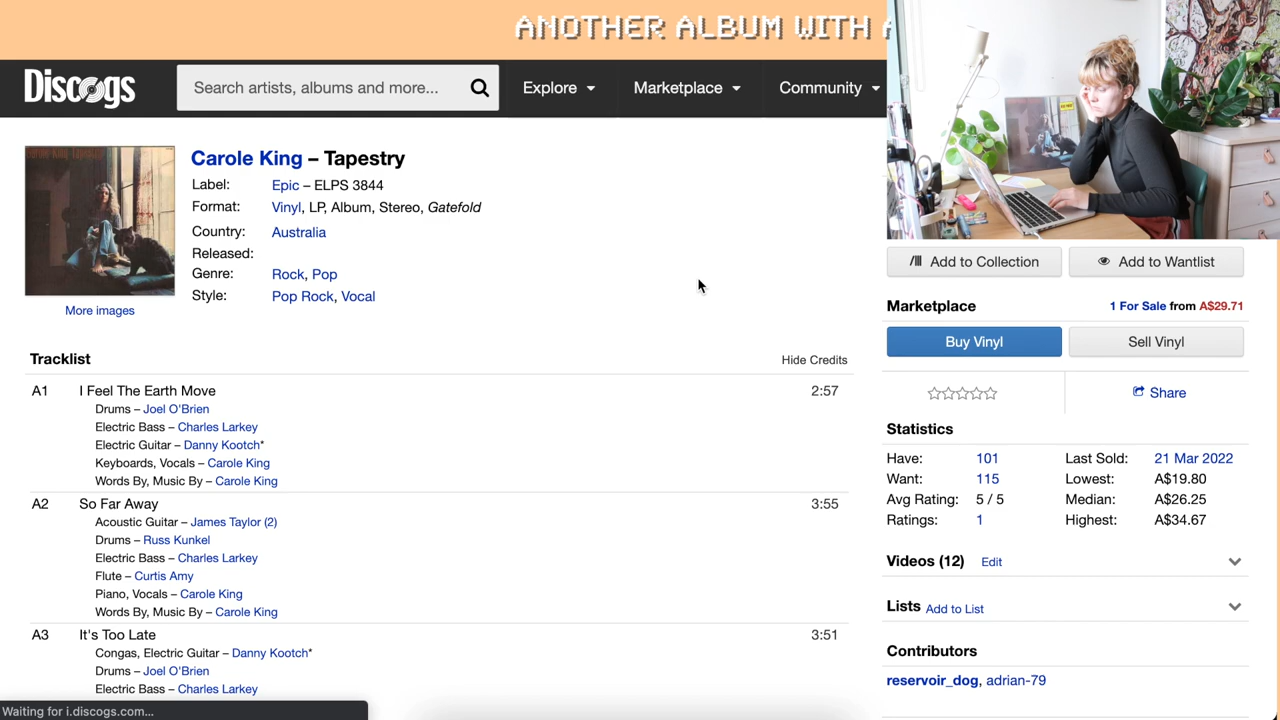 ANOTHER ALBUM WITH
Discogs
Search artists, albums and more...
Explore
Marketplace
Community
Carole King – Tapestry
Label: Epic – ELPS 3844
Format: Vinyl, LP, Album, Stereo, Gatefold
Country: Australia
Released:
Genre: Rock, Pop
Style: Pop Rock, Vocal
More images
Add to Collection
Add to Wantlist
Marketplace
1 For Sale from A$29.71
Buy Vinyl
Sell Vinyl
Share
Statistics
Have: 101
Last Sold: 21 Mar 2022
Want: 115
Lowest: A$19.80
Avg Rating: 5 / 5
Median: A$26.25
Ratings: 1
Highest: A$34.67
Videos (12) Edit
Lists Add to List
Contributors
reservoir_dog, adrian-79
Tracklist
Hide Credits
A1 I Feel The Earth Move 2:57
Drums – Joel O'Brien
Electric Bass – Charles Larkey
Electric Guitar – Danny Kootch*
Keyboards, Vocals – Carole King
Words By, Music By – Carole King
A2 So Far Away 3:55
Acoustic Guitar – James Taylor (2)
Drums – Russ Kunkel
Electric Bass – Charles Larkey
Flute – Curtis Amy
Piano, Vocals – Carole King
Words By, Music By – Carole King
A3 It's Too Late 3:51
Congas, Electric Guitar – Danny Kootch*
Drums – Joel O'Brien
Electric Bass – Charles Larkey
Waiting for i.discogs.com...